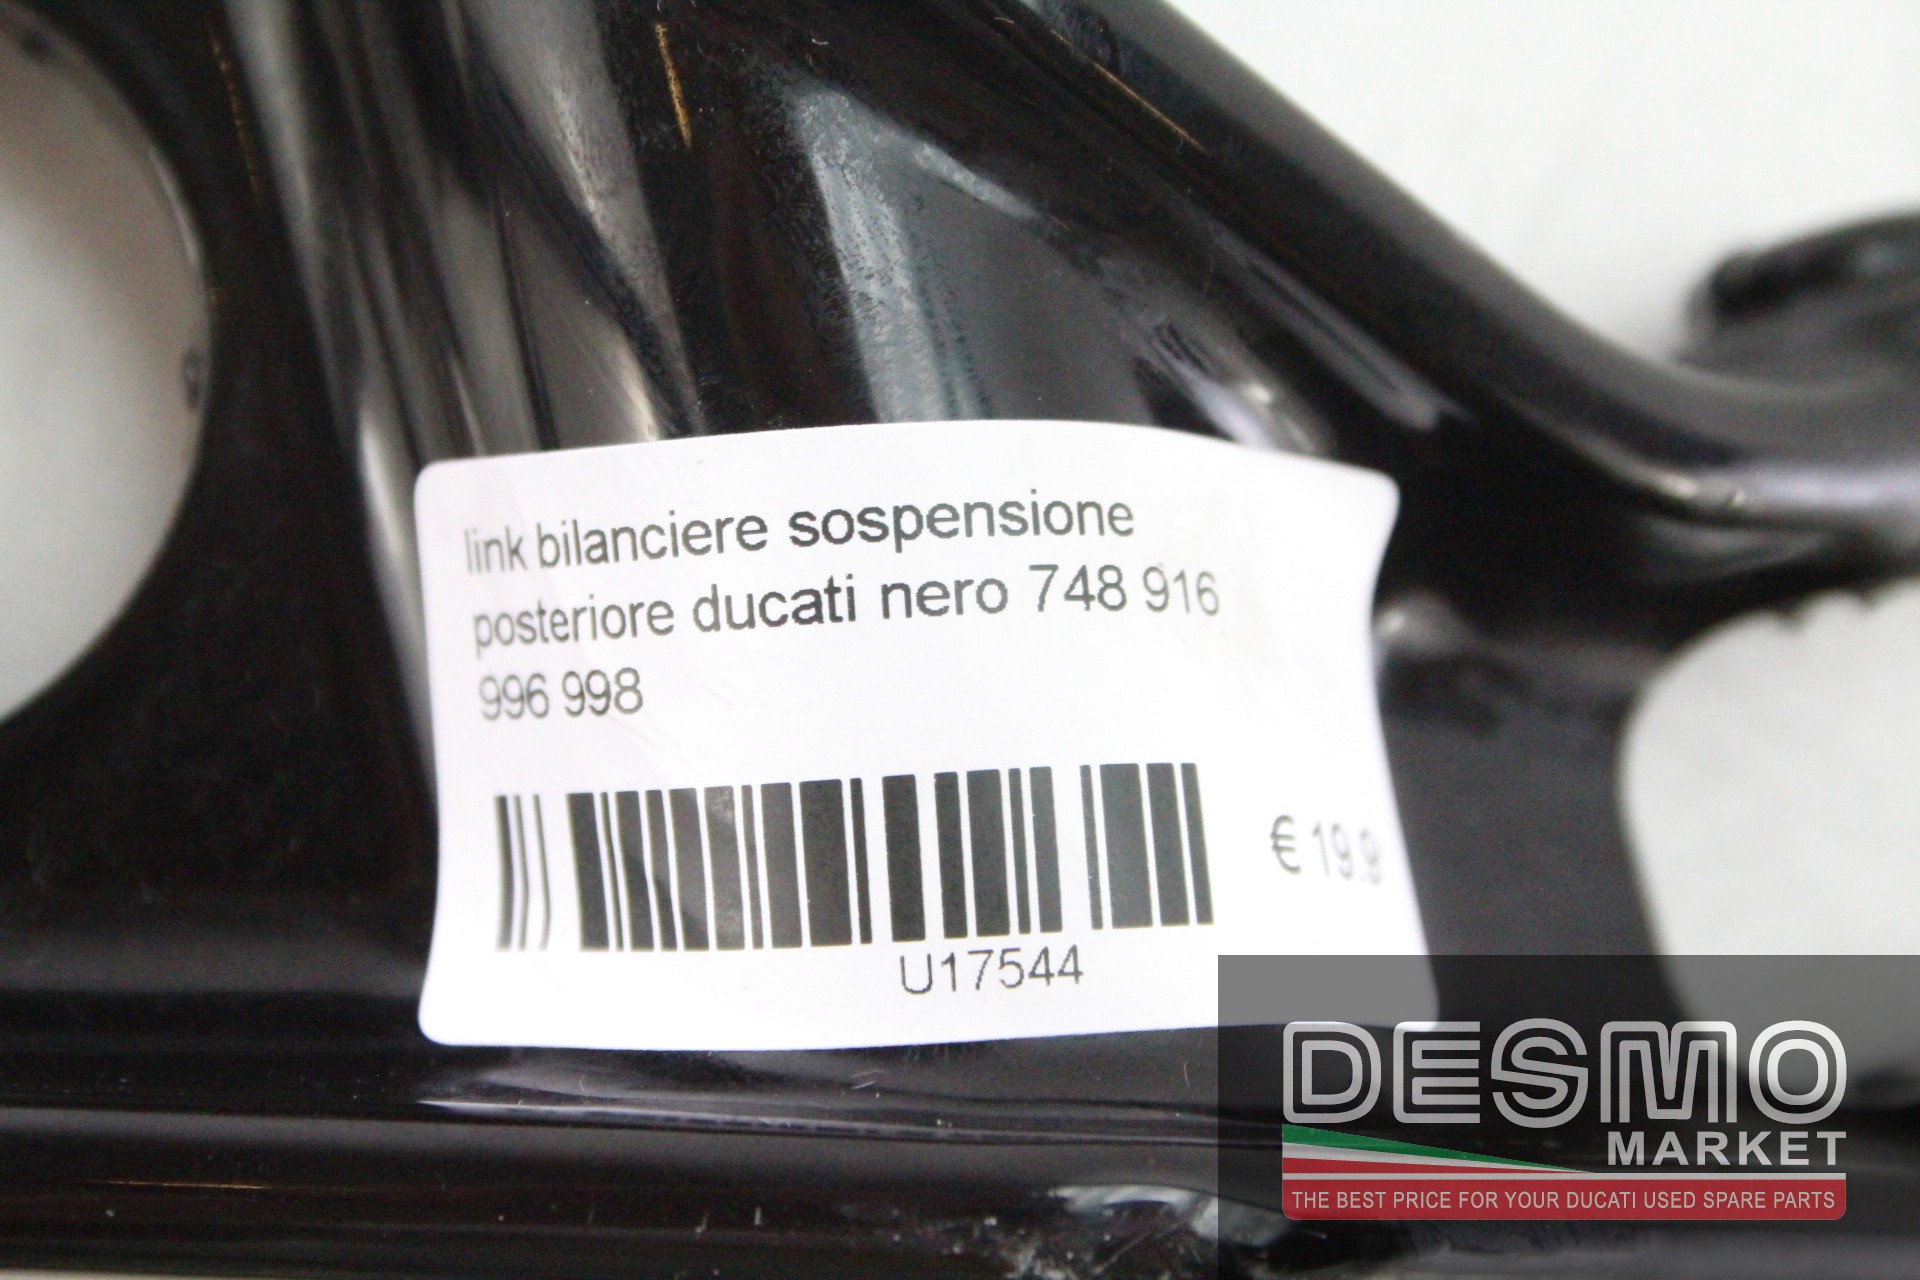 link bilanciere sospensione
posteriore ducati nero 748 916
996 998
€ 19.9
U17544
DESMO
MARKET
THE BEST PRICE FOR YOUR DUCATI USED SPARE PARTS